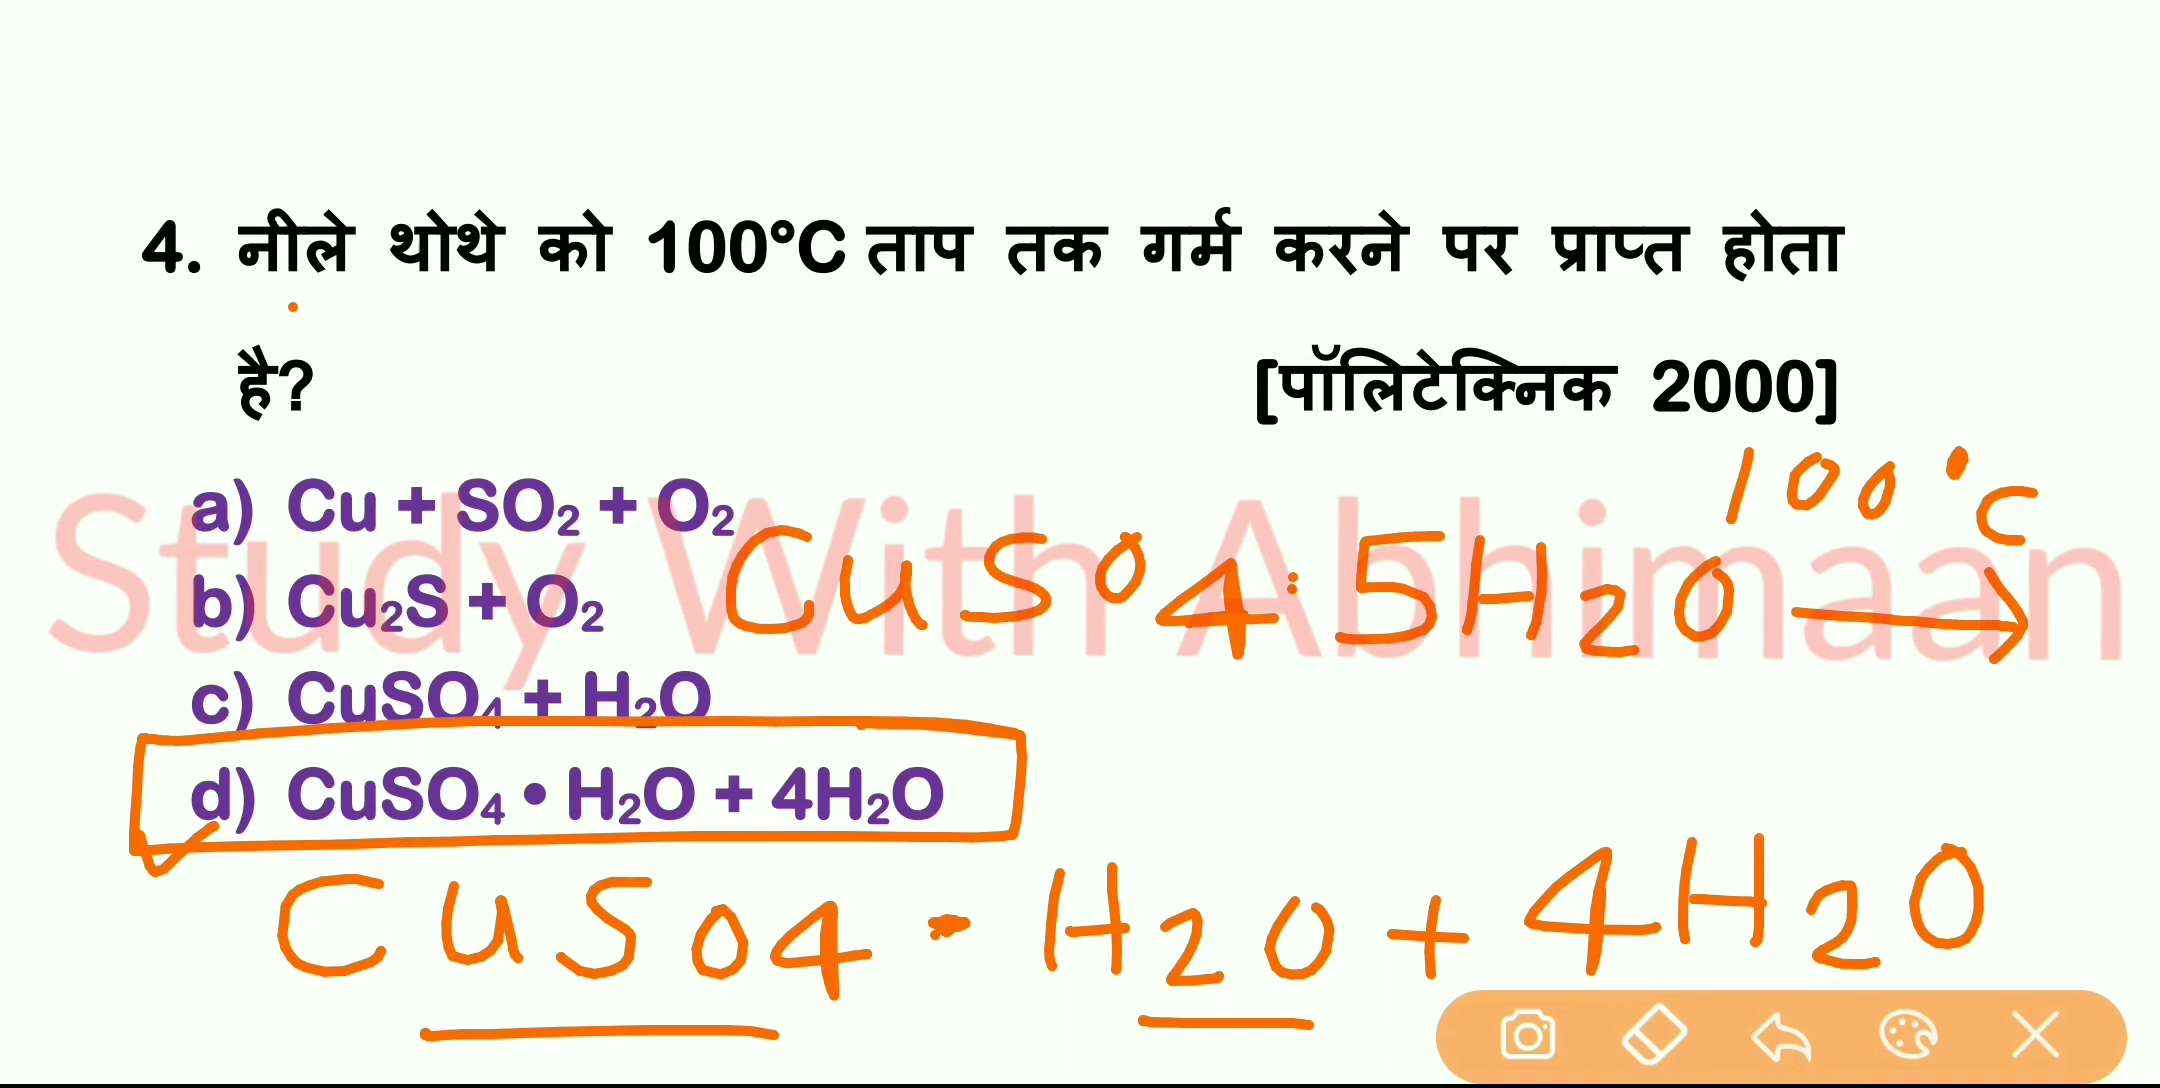 4. नीले थोथे को 100°C ताप तक गर्म करने पर प्राप्त होता
है? [पॉलिटेक्निक 2000]
a) Cu + SO₂ + O₂
b) Cu₂S + O₂
c) CuSO₄ + H₂O
d) CuSO₄ • H₂O + 4H₂O
Study With Abhimaan
100°C
CuSO4 : 5H2O →
CuSO4 • H2O + 4H2O